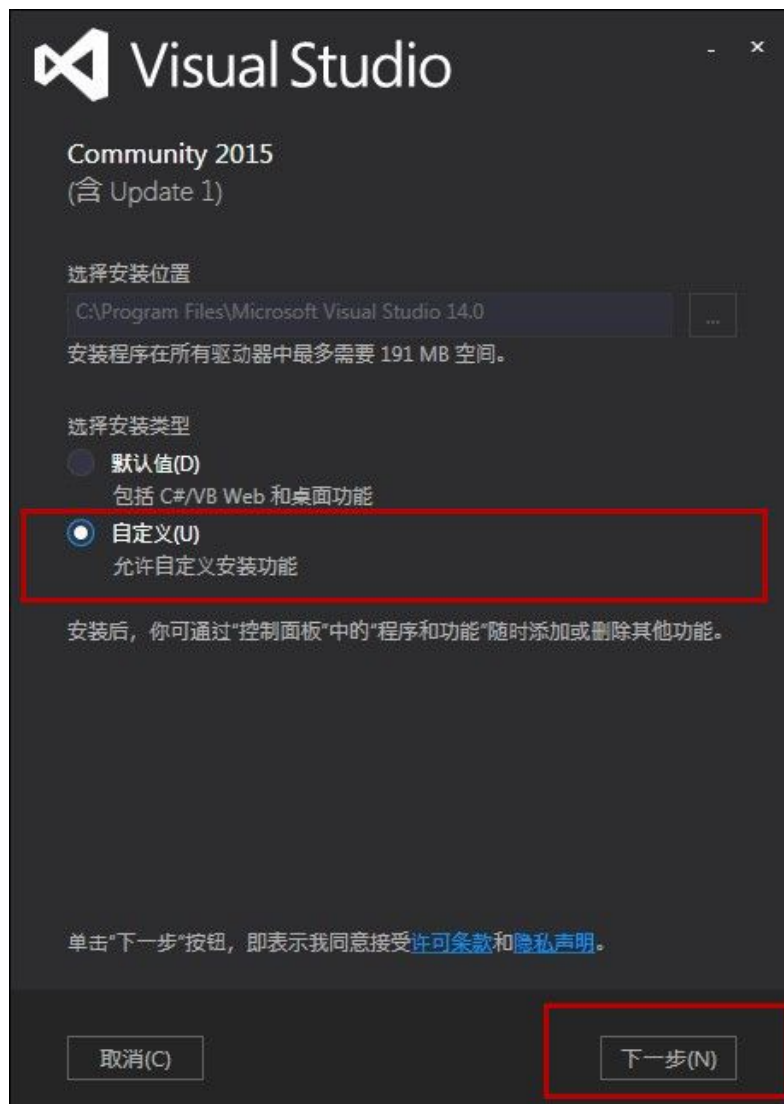 Visual Studio
Community 2015
(含 Update 1)
选择安装位置
C:\Program Files\Microsoft Visual Studio 14.0
...
安装程序在所有驱动器中最多需要 191 MB 空间。
选择安装类型
默认值(D)
包括 C#/VB Web 和桌面功能
自定义(U)
允许自定义安装功能
安装后，你可通过“控制面板”中的“程序和功能”随时添加或删除其他功能。
单击“下一步”按钮，即表示我同意接受许可条款和隐私声明。
取消(C)
下一步(N)